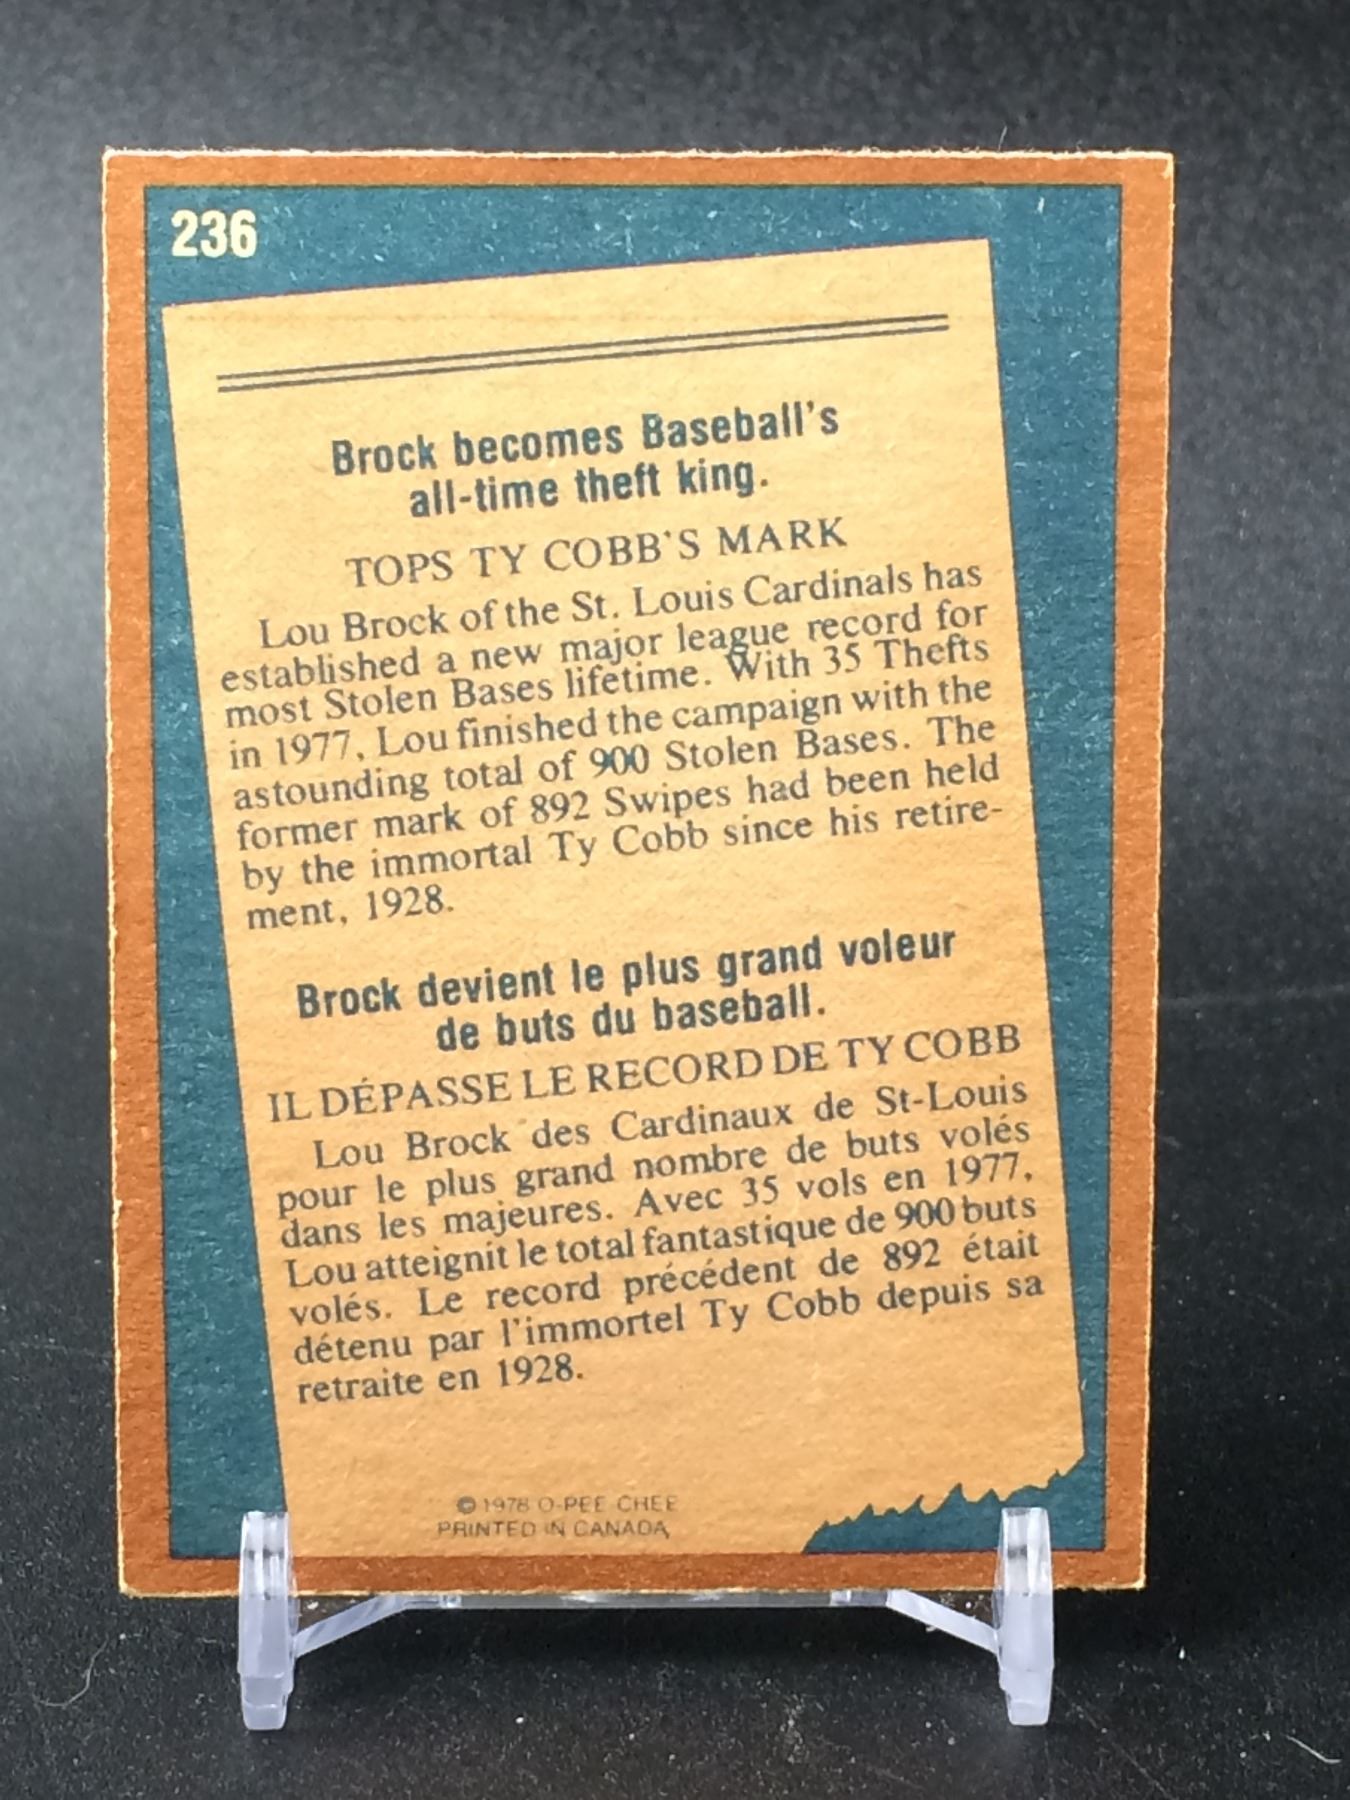 236
Brock becomes Baseball's
all-time theft king.
TOPS TY COBB'S MARK
Lou Brock of the St. Louis Cardinals has
established a new major league record for
most Stolen Bases lifetime. With 35 Thefts
in 1977, Lou finished the campaign with the
astounding total of 900 Stolen Bases. The
former mark of 892 Swipes had been held
by the immortal Ty Cobb since his retire-
ment, 1928.
Brock devient le plus grand voleur
de buts du baseball.
IL DÉPASSE LE RECORD DE TY COBB
Lou Brock des Cardinaux de St-Louis
pour le plus grand nombre de buts volés
dans les majeures. Avec 35 vols en 1977,
Lou atteignit le total fantastique de 900 buts
volés. Le record précédent de 892 était
détenu par l'immortel Ty Cobb depuis sa
retraite en 1928.
© 1978 O-PEE CHEE
PRINTED IN CANADA